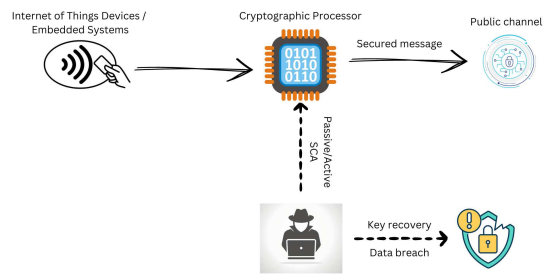 Internet of Things Devices /
Embedded Systems
Cryptographic Processor
Public channel
Secured message
0101
1010
0110
Passive/Active
SCA
Key recovery
Data breach